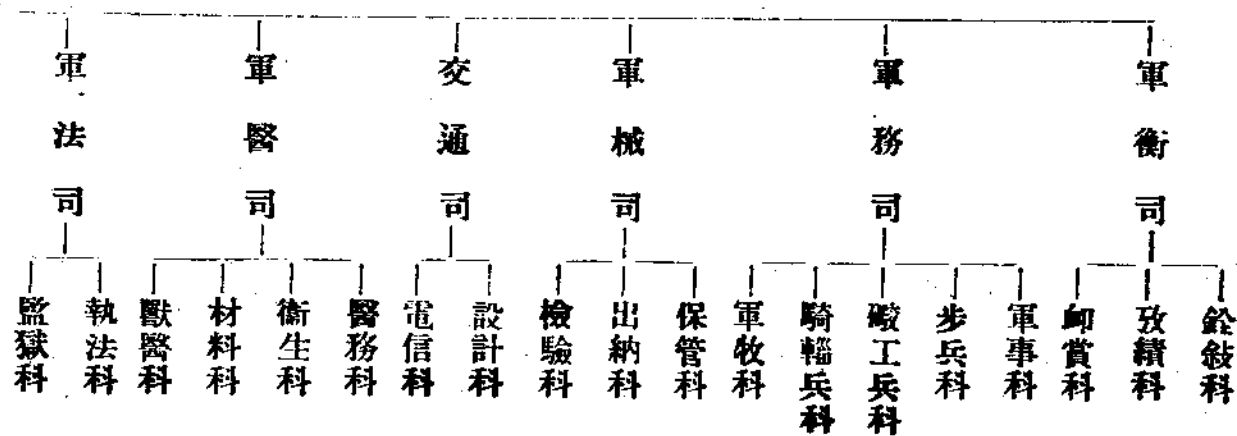 軍衡司
銓敍科
攷績科
卹賞科
軍務司
軍事科
步兵科
礮工兵科
騎輜兵科
軍牧科
軍械司
保管科
出納科
檢驗科
交通司
設計科
電信科
軍醫司
醫務科
衞生科
材料科
獸醫科
軍法司
執法科
監獄科